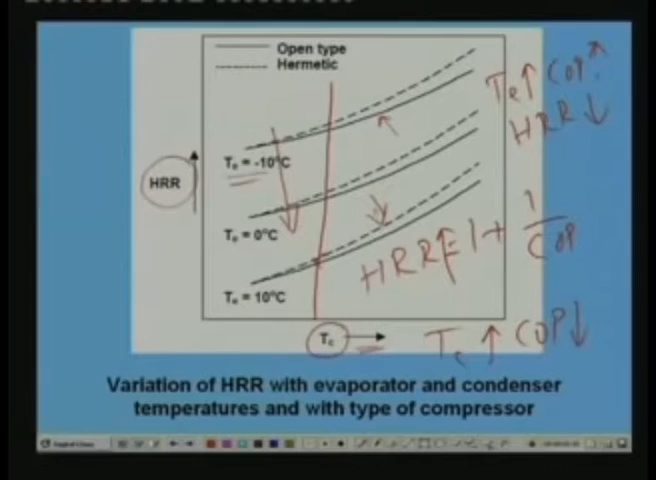 Open type
Hermetic
Te ↑ COP ↑
HRR ↓
Te = -10°C
HRR
Te = 0°C
HRR = 1 + 1/COP
Te = 10°C
Tc
Tc ↑ COP ↓
Variation of HRR with evaporator and condenser
temperatures and with type of compressor